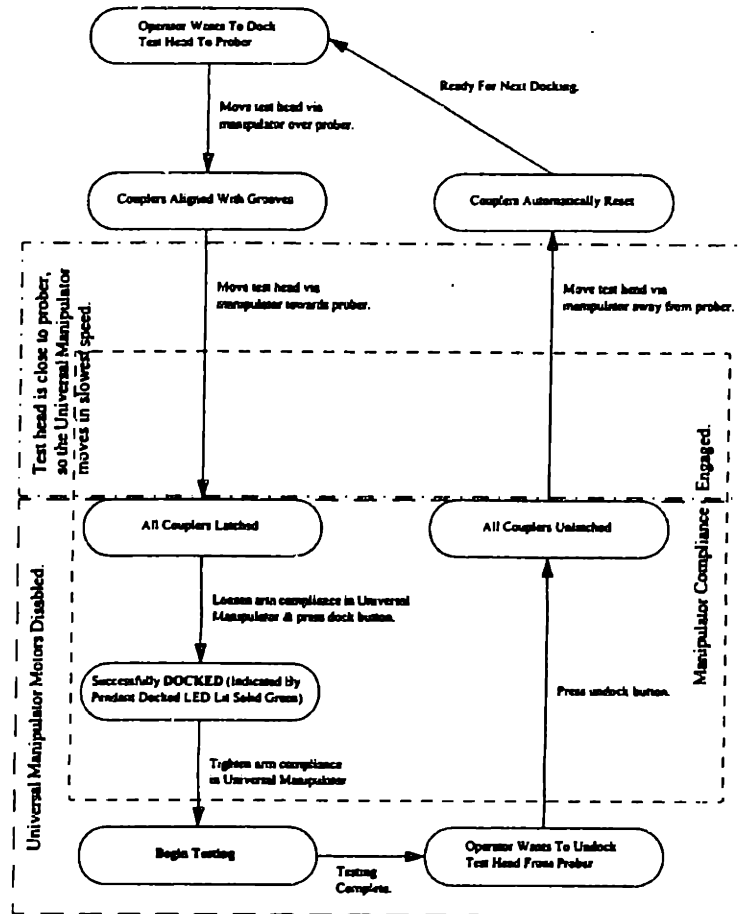 Operator Wants To Dock
Test Head To Prober
Ready For Next Docking.
Move test head via
manipulator over prober.
Couplers Aligned With Grooves
Couplers Automatically Reset
Move test head via
manipulator towards prober.
Move test head via
manipulator away from prober.
Test head is close to prober,
so the Universal Manipulator
moves in slowest speed.
Manipulator Compliance Engaged.
All Couplers Latched
All Couplers Unlatched
Universal Manipulator Motors Disabled.
Loosen arm compliance in Universal
Manipulator & press dock button.
Successfully DOCKED (Indicated By
Pendant Docked LED Lit Solid Green)
Press undock button.
Tighten arm compliance
in Universal Manipulator
Begin Testing
Operator Wants To Undock
Test Head From Prober
Testing
Complete.